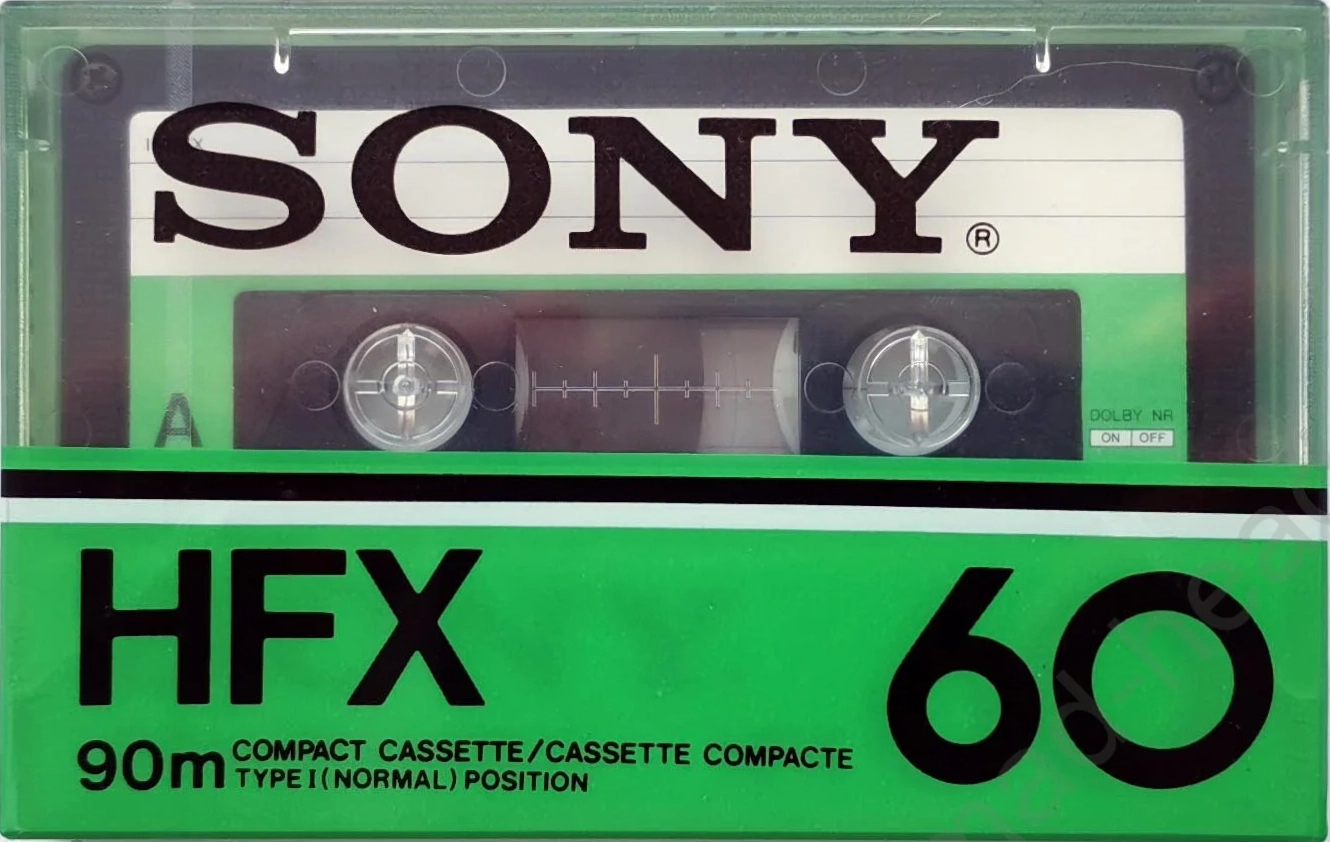 SONY®
A
DOLBY NR
ON OFF
HFX
60
90m
COMPACT CASSETTE/CASSETTE COMPACTE
TYPE I (NORMAL) POSITION